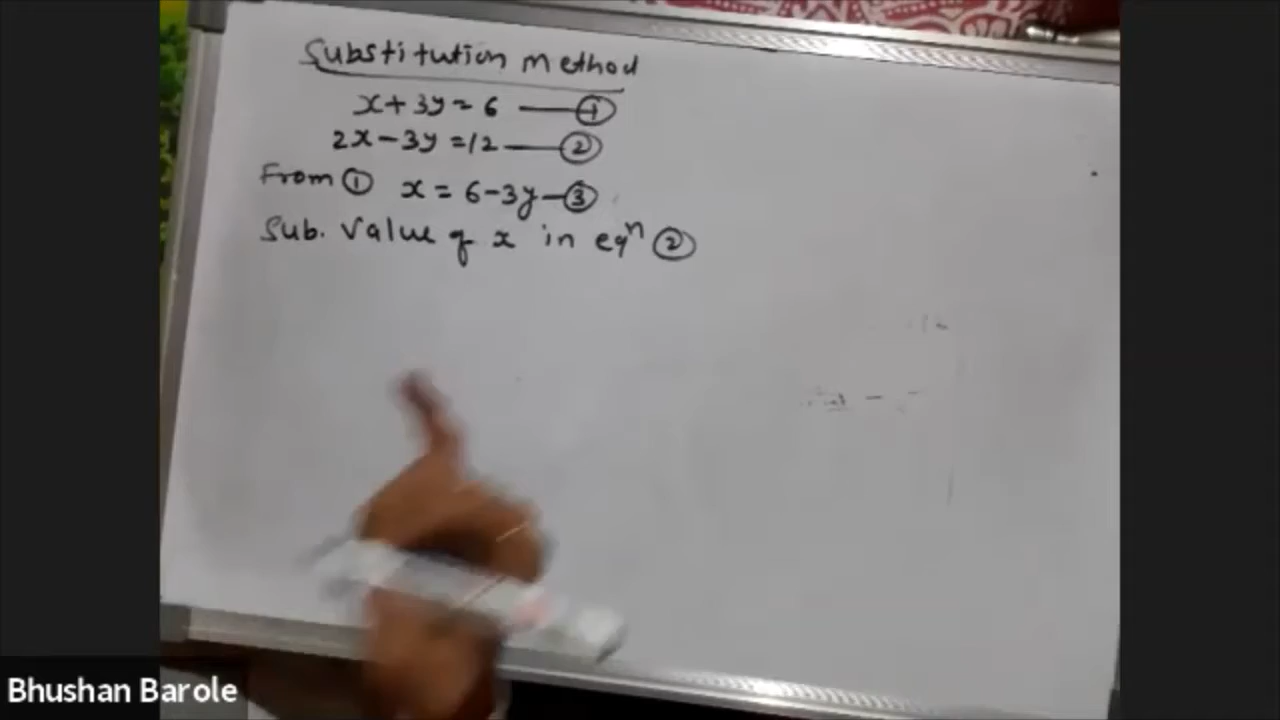 Substitution Method
x+3y=6 —— ①
2x-3y=12 —— ②
From ① x=6-3y — ③
Sub. Value of x in eqⁿ ②
Bhushan Barole